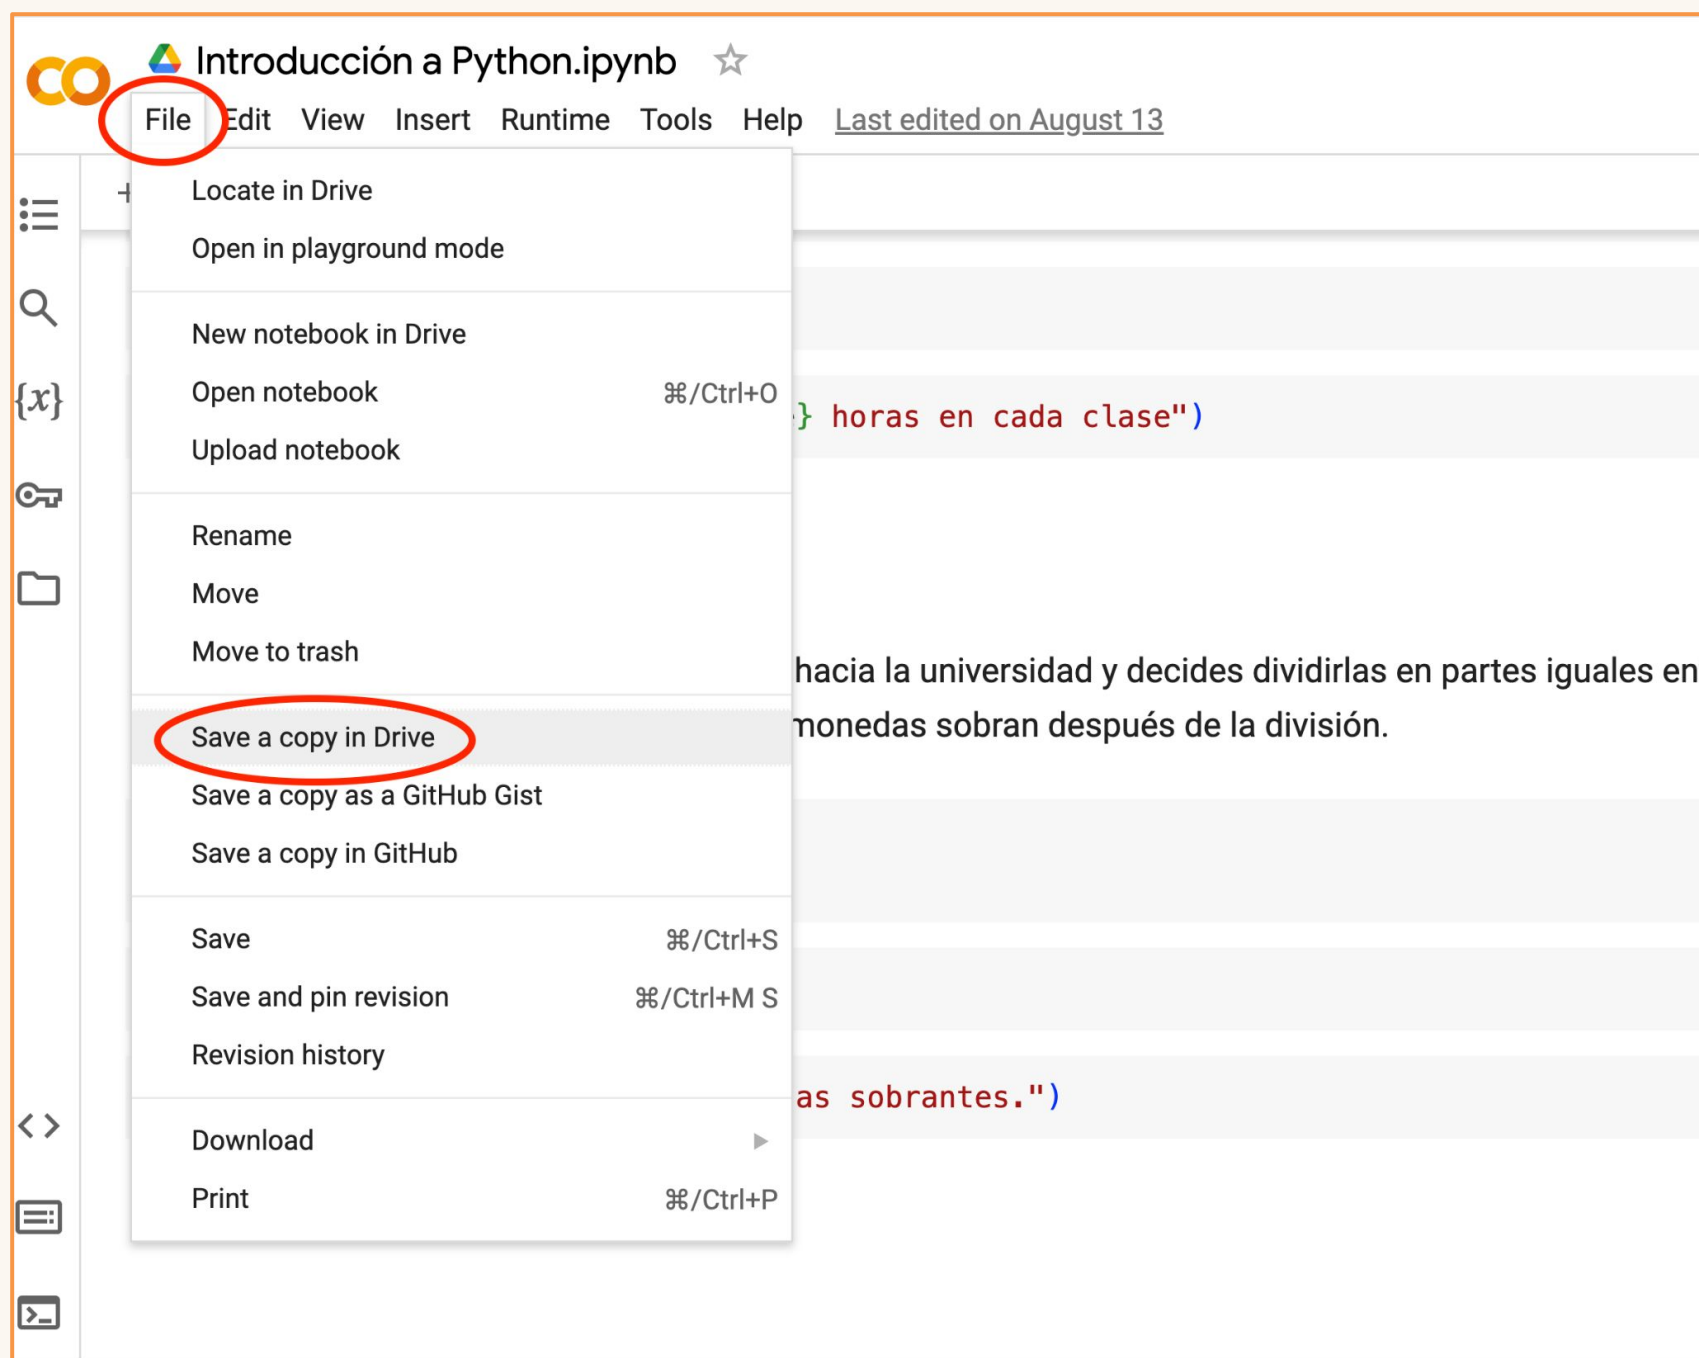 Introducción a Python.ipynb
File Edit View Insert Runtime Tools Help Last edited on August 13
Locate in Drive
Open in playground mode
New notebook in Drive
Open notebook ⌘/Ctrl+O
} horas en cada clase")
Upload notebook
Rename
Move
Move to trash
hacia la universidad y decides dividirlas en partes iguales en
Save a copy in Drive
monedas sobran después de la división.
Save a copy as a GitHub Gist
Save a copy in GitHub
Save ⌘/Ctrl+S
Save and pin revision ⌘/Ctrl+M S
Revision history
as sobrantes.")
Download
Print ⌘/Ctrl+P